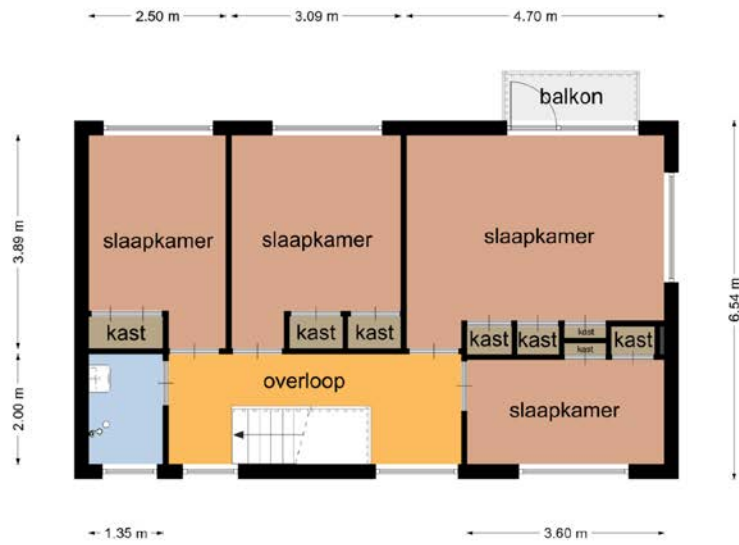 2.50 m 3.09 m 4.70 m
balkon
3.89 m
slaapkamer slaapkamer slaapkamer
6.54 m
kast kast kast kast kast kast kast kast
2.00 m
overloop
slaapkamer
1.35 m 3.60 m